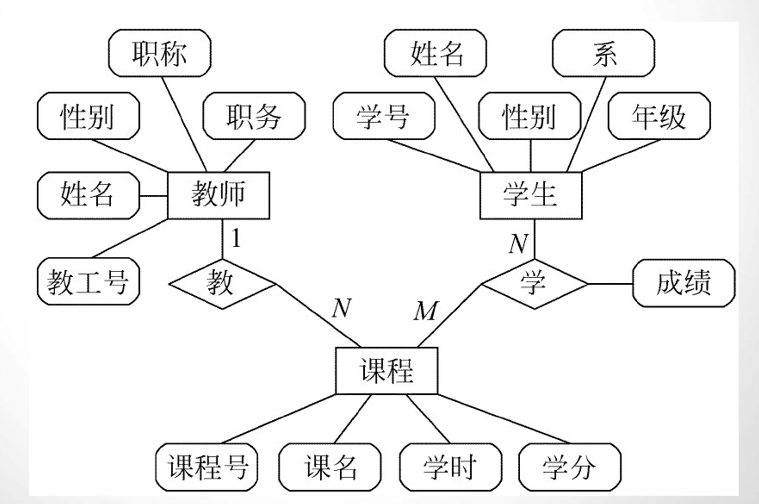 职称
姓名
系
性别
职务
学号
性别
年级
姓名
教师
学生
1
N
教工号
教
学
成绩
N
M
课程
课程号
课名
学时
学分